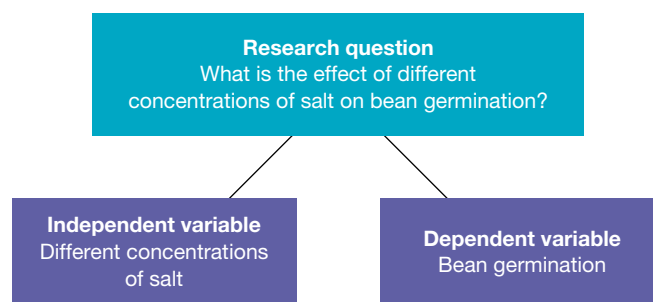 Research question
What is the effect of different
concentrations of salt on bean germination?
Independent variable
Different concentrations
of salt
Dependent variable
Bean germination